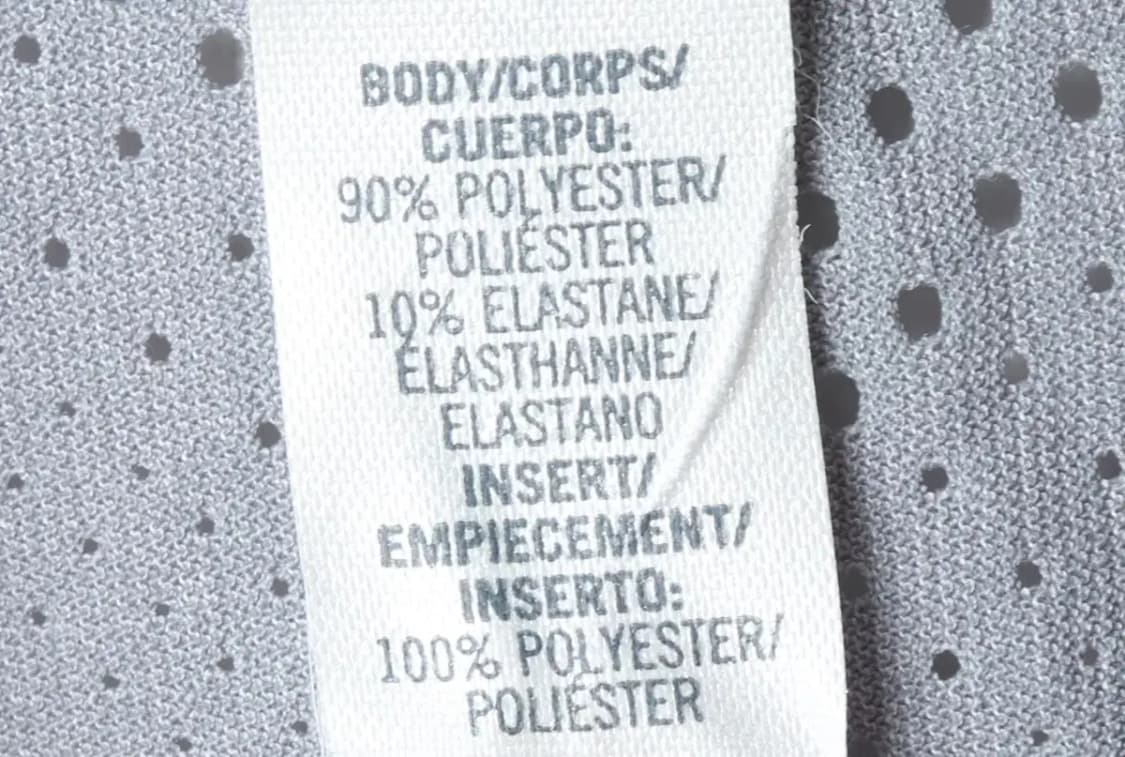 BODY/CORPS/
CUERPO:
90% POLYESTER/
POLIÉSTER
10% ELASTANE/
ÉLASTHANNE/
ELASTANO
INSERT/
EMPIECEMENT/
INSERTO:
100% POLYESTER/
POLIÉSTER